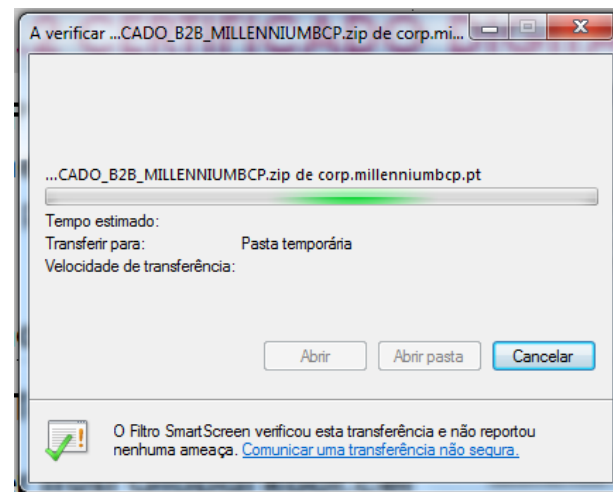 A verificar ...CADO_B2B_MILLENNIUMBCP.zip de corp.mi...
...CADO_B2B_MILLENNIUMBCP.zip de corp.millenniumbcp.pt
Tempo estimado:
Transferir para: Pasta temporária
Velocidade de transferência:
Abrir Abrir pasta Cancelar
O Filtro SmartScreen verificou esta transferência e não reportou
nenhuma ameaça. Comunicar uma transferência não segura.